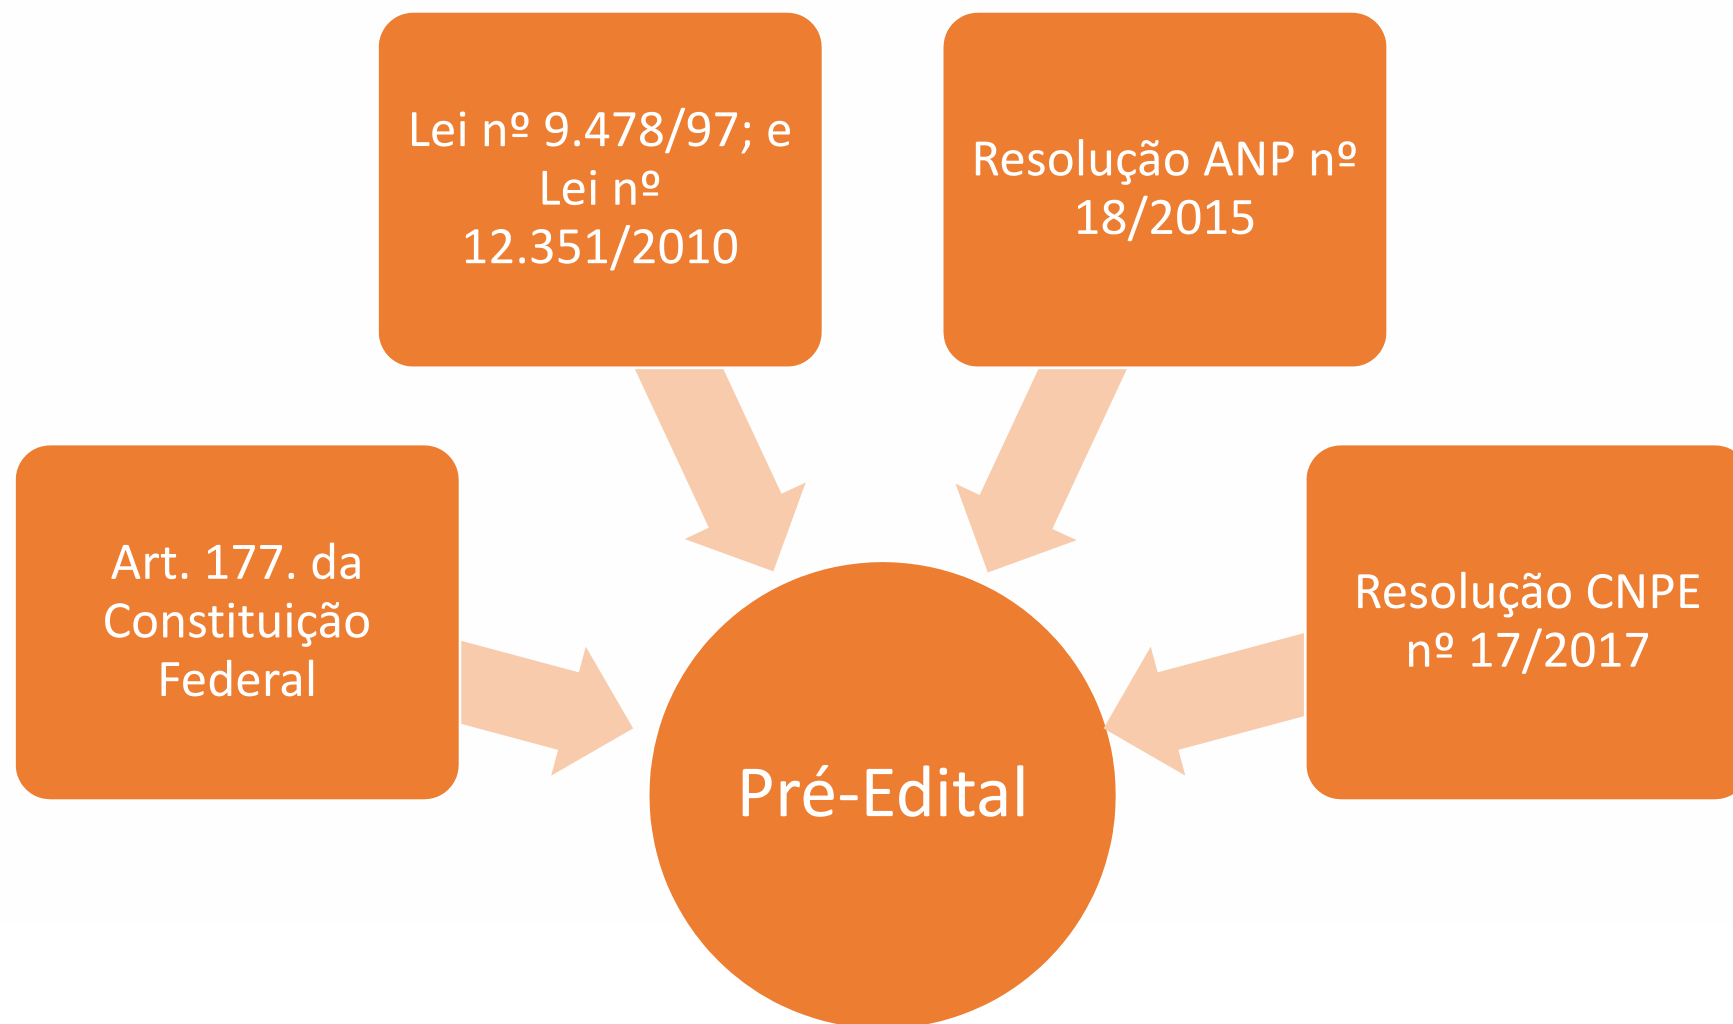 Lei nº 9.478/97; e
Lei nº
12.351/2010
Resolução ANP nº
18/2015
Art. 177. da
Constituição
Federal
Resolução CNPE
nº 17/2017
Pré-Edital